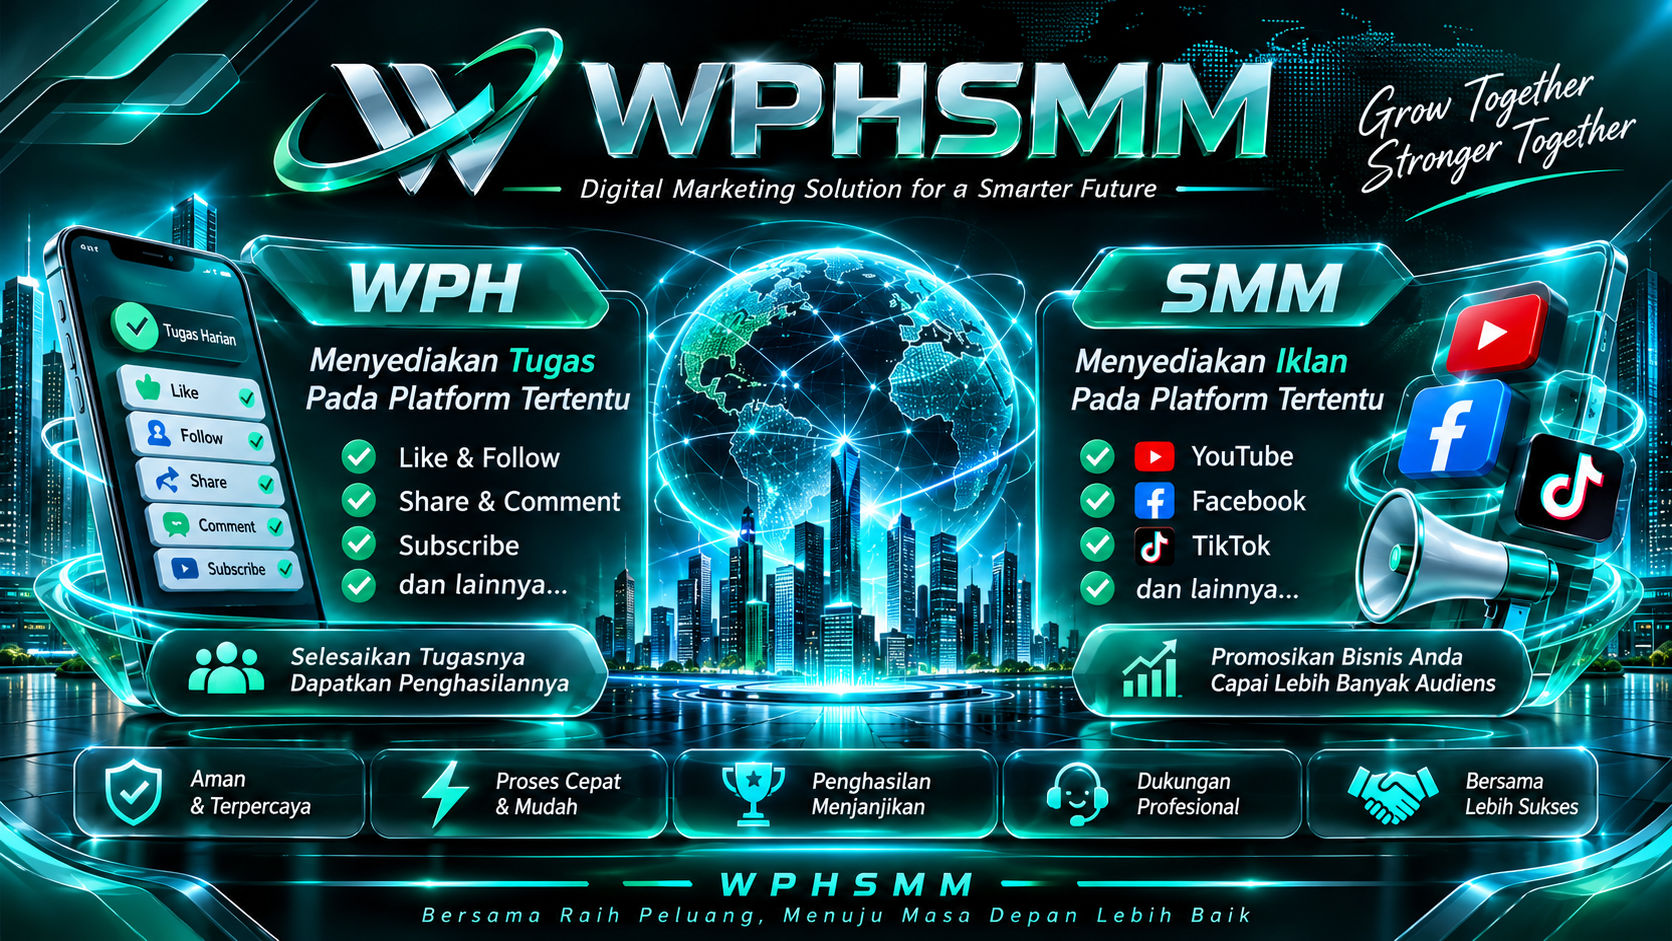 WPHSMM
Digital Marketing Solution for a Smarter Future
Grow Together
Stronger Together
WPH
Menyediakan Tugas
Pada Platform Tertentu
Like & Follow
Share & Comment
Subscribe
dan lainnya...
Tugas Harian
Like
Follow
Share
Comment
Subscribe
Selesaikan Tugasnya
Dapatkan Penghasilannya
SMM
Menyediakan Iklan
Pada Platform Tertentu
YouTube
Facebook
TikTok
dan lainnya...
Promosikan Bisnis Anda
Capai Lebih Banyak Audiens
Aman
& Terpercaya
Proses Cepat
& Mudah
Penghasilan
Menjanjikan
Dukungan
Profesional
Bersama
Lebih Sukses
WPHSMM
Bersama Raih Peluang, Menuju Masa Depan Lebih Baik